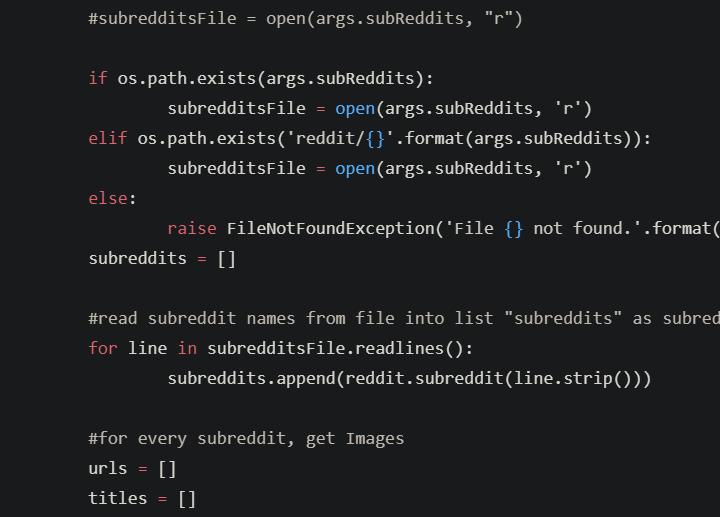 #subredditsFile = open(args.subReddits, "r")
if os.path.exists(args.subReddits):
subredditsFile = open(args.subReddits, 'r')
elif os.path.exists('reddit/{}'.format(args.subReddits)):
subredditsFile = open(args.subReddits, 'r')
else:
raise FileNotFoundException('File {} not found.'.format(
subreddits = []
#read subreddit names from file into list "subreddits" as subred
for line in subredditsFile.readlines():
subreddits.append(reddit.subreddit(line.strip()))
#for every subreddit, get Images
urls = []
titles = []